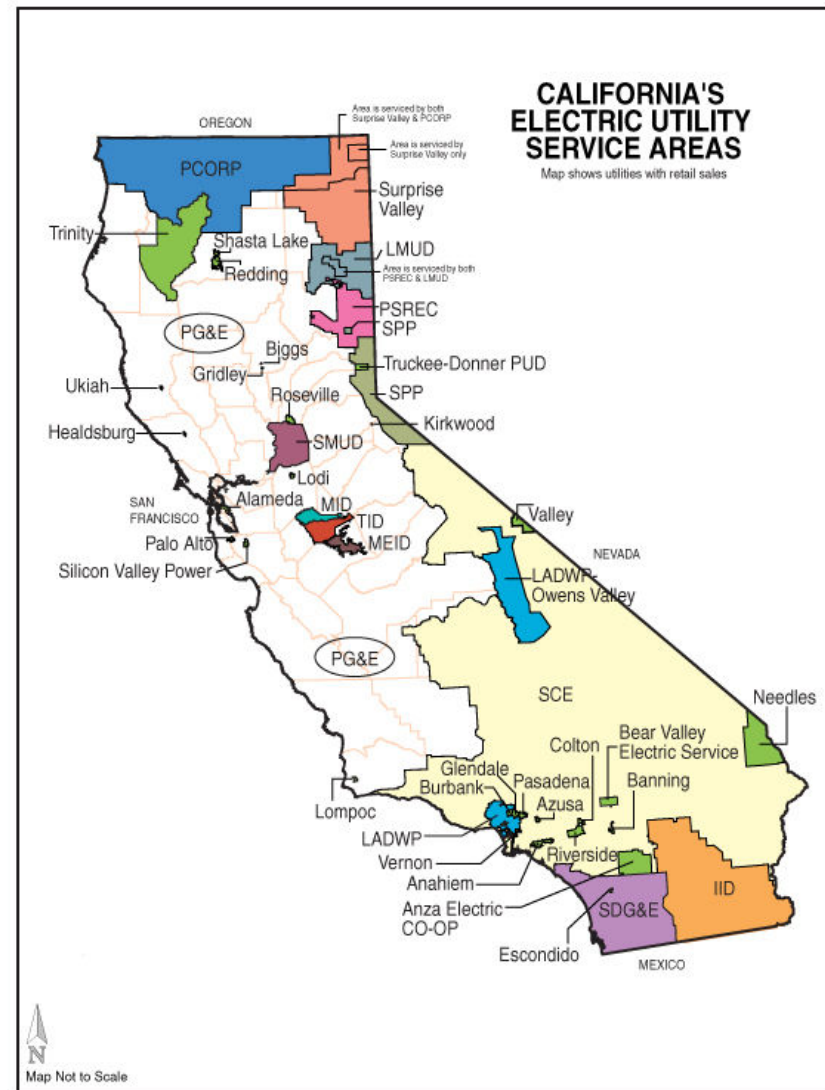 CALIFORNIA'S
ELECTRIC UTILITY
SERVICE AREAS
Map shows utilities with retail sales
OREGON
Area is serviced by both
Surprise Valley & PCORP
Area is serviced by
Surprise Valley only
PCORP
Surprise
Valley
Trinity
Shasta Lake
Redding
LMUD
Area is serviced by both
PSREC & LMUD
PSREC
SPP
PG&E
Biggs
Gridley
Truckee-Donner PUD
Ukiah
Roseville
SPP
Healdsburg
SMUD
Kirkwood
Lodi
SAN
FRANCISCO
Alameda
MID
TID
MEID
Palo Alto
Silicon Valley Power
Valley
NEVADA
LADWP-
Owens Valley
PG&E
SCE
Needles
Bear Valley
Electric Service
Colton
Glendale
Burbank
Pasadena
Azusa
Banning
Lompoc
LADWP
Vernon
Riverside
Anahiem
Anza Electric
CO-OP
SDG&E
IID
Escondido
MEXICO
N
Map Not to Scale